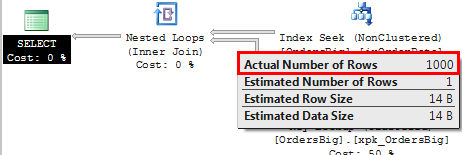 SELECT
Cost: 0 %
Nested Loops
(Inner Join)
Cost: 0 %
Index Seek (NonClustered)
Actual Number of Rows 1000
Estimated Number of Rows 1
Estimated Row Size 14 B
Estimated Data Size 14 B
[OrdersBig].[xpk_OrdersBig]
Cost: 50 %